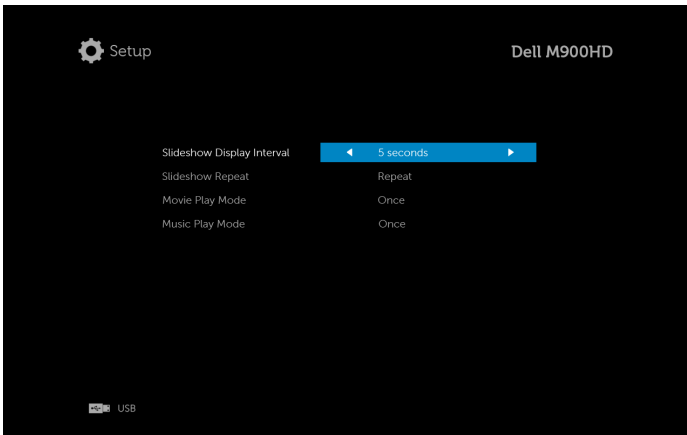 Setup
Dell M900HD
Slideshow Display Interval 5 seconds
Slideshow Repeat Repeat
Movie Play Mode Once
Music Play Mode Once
USB